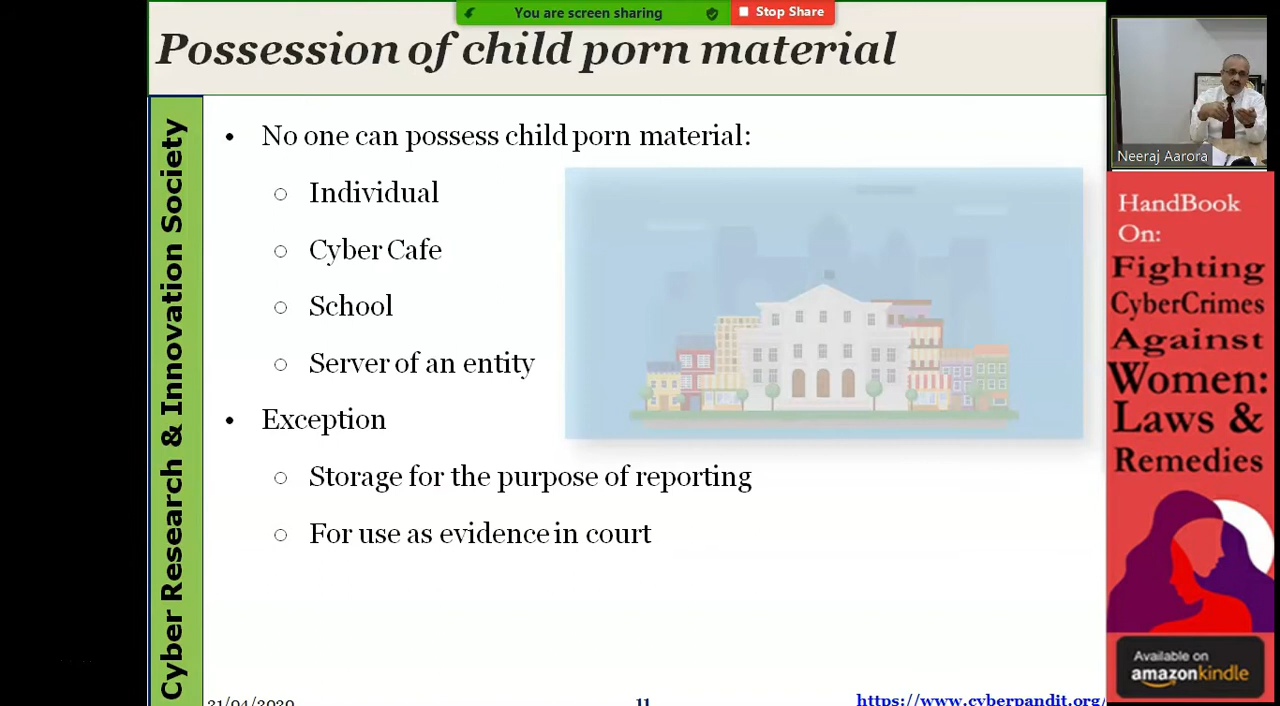 You are screen sharing
Stop Share
Possession of child porn material
Cyber Research & Innovation Society
• No one can possess child porn material:
○ Individual
○ Cyber Cafe
○ School
○ Server of an entity
• Exception
○ Storage for the purpose of reporting
○ For use as evidence in court
11
https://www.cyberpandit.org/
Neeraj Aarora
HandBook
On:
Fighting
CyberCrimes
Against
Women:
Laws &
Remedies
Available on
amazonkindle